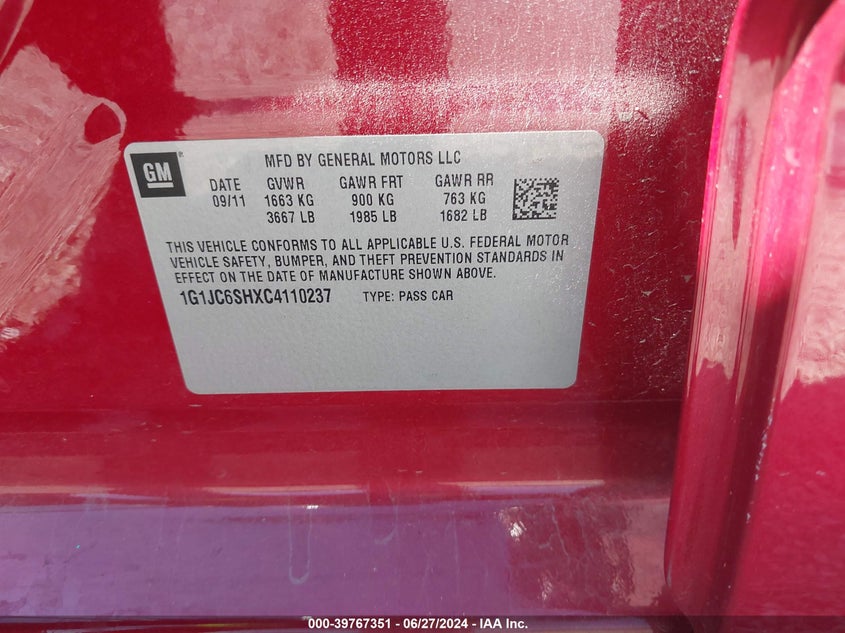 GM
MFD BY GENERAL MOTORS LLC
DATE GVWR GAWR FRT GAWR RR
09/11 1663 KG 900 KG 763 KG
3667 LB 1985 LB 1682 LB
THIS VEHICLE CONFORMS TO ALL APPLICABLE U.S. FEDERAL MOTOR
VEHICLE SAFETY, BUMPER, AND THEFT PREVENTION STANDARDS IN
EFFECT ON THE DATE OF MANUFACTURE SHOWN ABOVE.
1G1JC6SHXC4110237 TYPE: PASS CAR
000-39767351 - 06/27/2024 - IAA Inc.